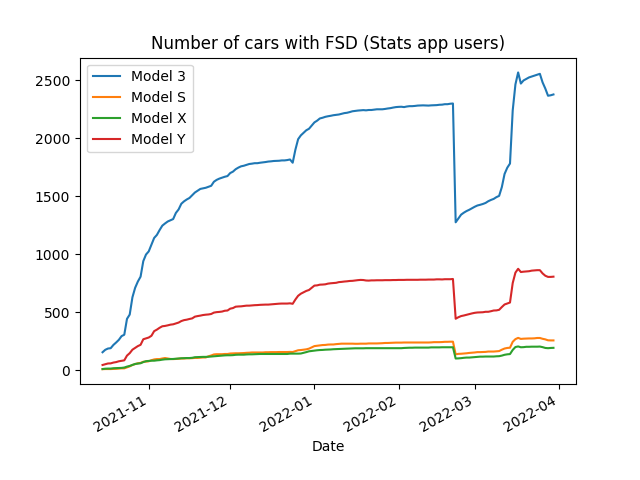 Number of cars with FSD (Stats app users)
Model 3
Model S
Model X
Model Y
2500
2000
1500
1000
500
0
2021-11
2021-12
2022-01
2022-02
2022-03
2022-04
Date